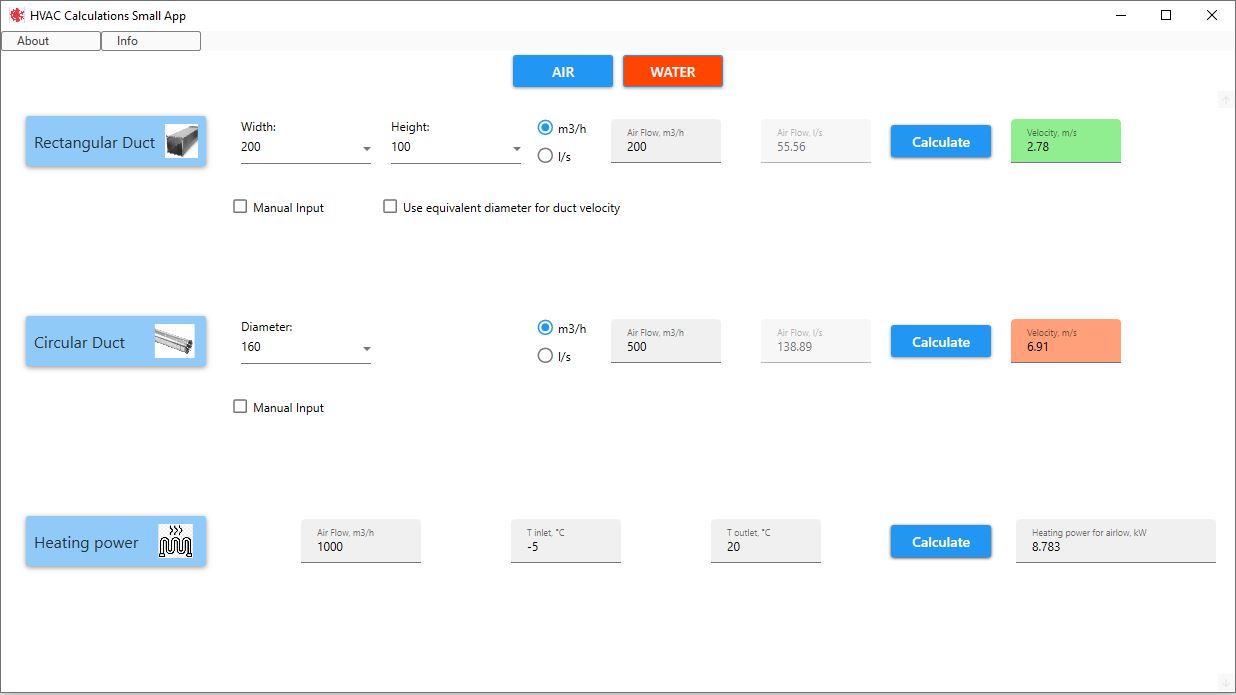 HVAC Calculations Small App
About Info
AIR WATER
Rectangular Duct
Width:
200
Height:
100
m3/h
l/s
Air Flow, m3/h
200
Air Flow, l/s
55.56
Calculate
Velocity, m/s
2.78
Manual Input
Use equivalent diameter for duct velocity
Circular Duct
Diameter:
160
m3/h
l/s
Air Flow, m3/h
500
Air Flow, l/s
138.89
Calculate
Velocity, m/s
6.91
Manual Input
Heating power
Air Flow, m3/h
1000
T inlet, °C
-5
T outlet, °C
20
Calculate
Heating power for airlow, kW
8.783